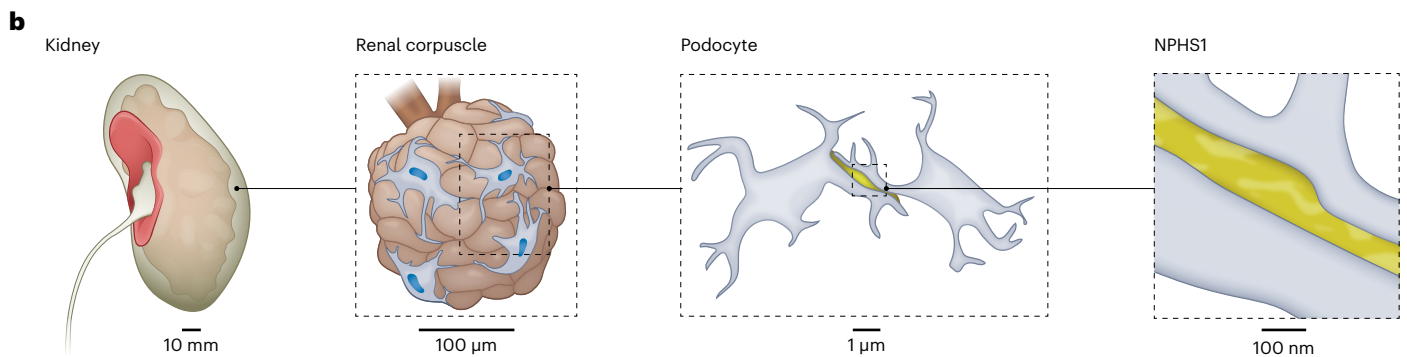 b
Kidney
Renal corpuscle
Podocyte
NPHS1
10 mm
100 µm
1 µm
100 nm